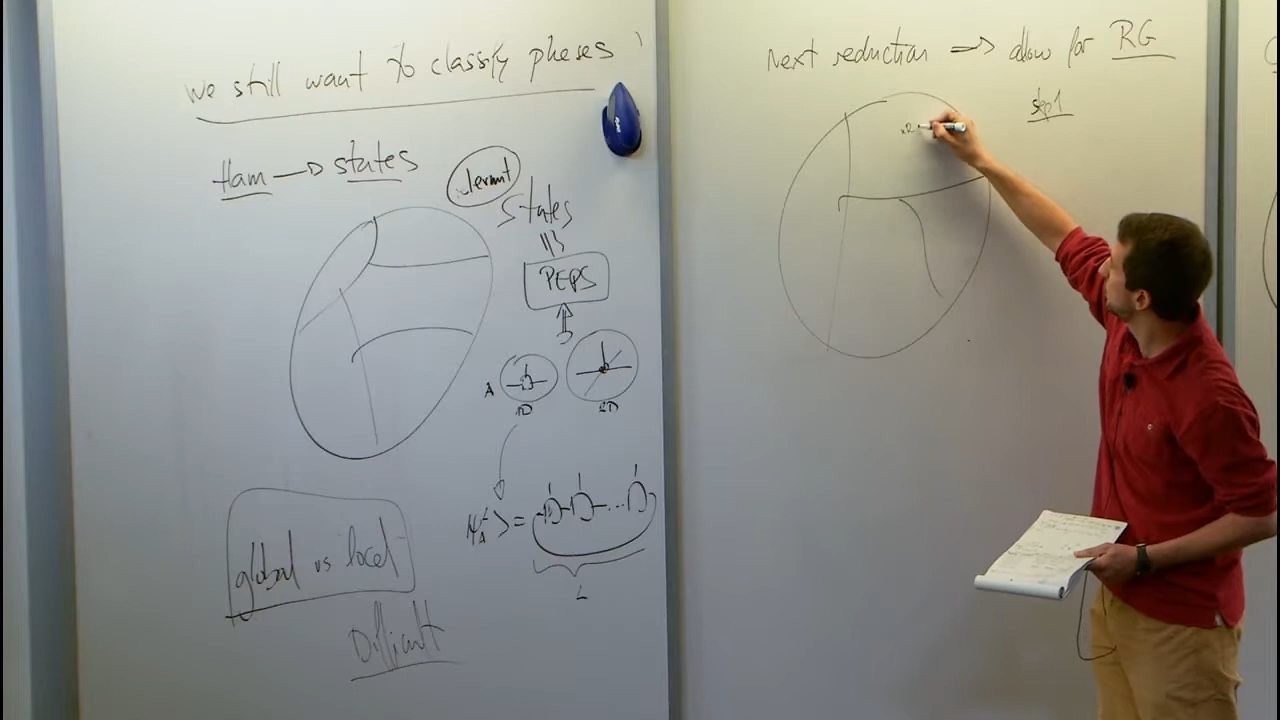 we still want to classify phases
Ham → states
States
PEPS
A
1D
2D
L
global vs local
Difficult
Next reduction ⟹ allow for RG
step 1